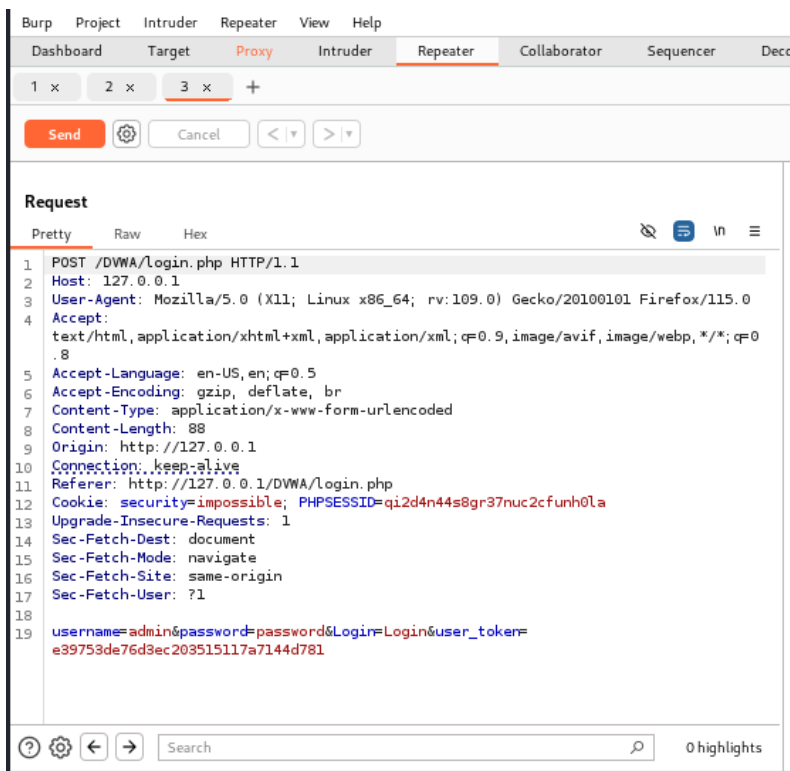 Burp Project Intruder Repeater View Help
Dashboard Target Proxy Intruder Repeater Collaborator Sequencer Deco
1 × 2 × 3 × +
Send Cancel < > 
Request
Pretty Raw Hex \n
1 POST /DVWA/login.php HTTP/1.1
2 Host: 127.0.0.1
3 User-Agent: Mozilla/5.0 (X11; Linux x86_64; rv:109.0) Gecko/20100101 Firefox/115.0
4 Accept:
text/html,application/xhtml+xml,application/xml;q=0.9,image/avif,image/webp,*/*;q=0
.8
5 Accept-Language: en-US,en;q=0.5
6 Accept-Encoding: gzip, deflate, br
7 Content-Type: application/x-www-form-urlencoded
8 Content-Length: 88
9 Origin: http://127.0.0.1
10 Connection: keep-alive
11 Referer: http://127.0.0.1/DVWA/login.php
12 Cookie: security=impossible; PHPSESSID=qi2d4n44s8gr37nuc2cfunh0la
13 Upgrade-Insecure-Requests: 1
14 Sec-Fetch-Dest: document
15 Sec-Fetch-Mode: navigate
16 Sec-Fetch-Site: same-origin
17 Sec-Fetch-User: ?1
18
19 username=admin&password=password&Login=Login&user_token=
e39753de76d3ec203515117a7144d781
Search 0 highlights